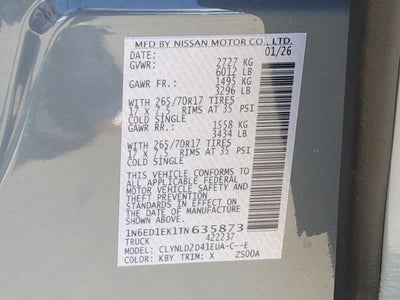 MFD BY NISSAN MOTOR CO., LTD.
DATE: 01/26
GVWR: 2727 KG
6012 LB
GAWR FR.: 1495 KG
3296 LB
WITH 265/70R17 TIRES
17 X 7.5 RIMS AT 35 PSI
COLD SINGLE
GAWR RR.: 1558 KG
3434 LB
WITH 265/70R17 TIRES
17 X 7.5 RIMS AT 35 PSI
COLD SINGLE
THIS VEHICLE CONFORMS TO
ALL APPLICABLE FEDERAL
MOTOR VEHICLE SAFETY AND
THEFT PREVENTION
STANDARDS IN EFFECT ON
THE DATE OF MANUFACTURE
SHOWN ABOVE.
1N6ED1EK1TN635873
TRUCK 422237
MODEL: CLYNLD2D41EUA-C--E
COLOR: KBY TRIM: X ZS00A